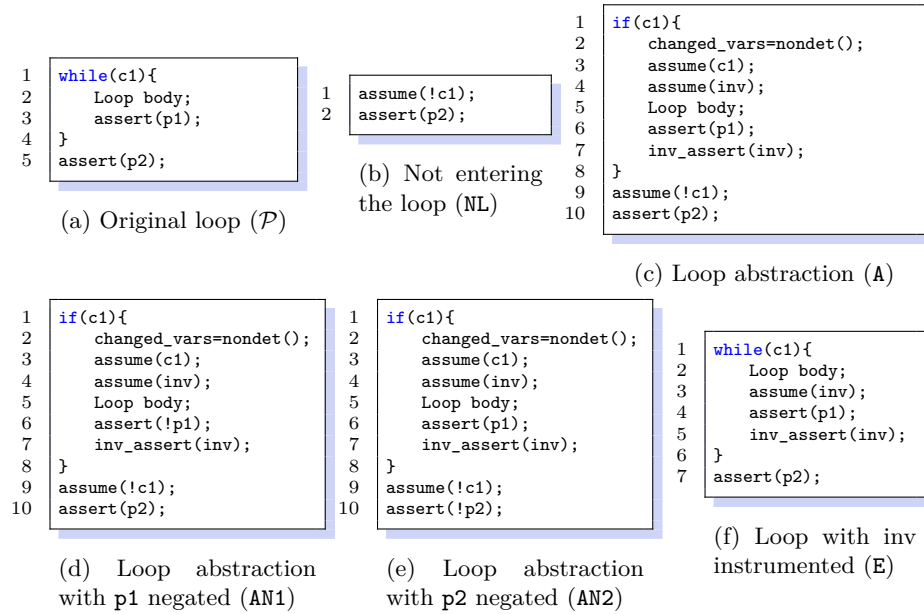 1 while(c1){
2 Loop body;
3 assert(p1);
4 }
5 assert(p2);
(a) Original loop (𝒫)
1 assume(!c1);
2 assert(p2);
(b) Not entering
the loop (NL)
1 if(c1){
2 changed_vars=nondet();
3 assume(c1);
4 assume(inv);
5 Loop body;
6 assert(p1);
7 inv_assert(inv);
8 }
9 assume(!c1);
10 assert(p2);
(c) Loop abstraction (A)
1 if(c1){
2 changed_vars=nondet();
3 assume(c1);
4 assume(inv);
5 Loop body;
6 assert(!p1);
7 inv_assert(inv);
8 }
9 assume(!c1);
10 assert(p2);
(d) Loop abstraction
with p1 negated (AN1)
1 if(c1){
2 changed_vars=nondet();
3 assume(c1);
4 assume(inv);
5 Loop body;
6 assert(p1);
7 inv_assert(inv);
8 }
9 assume(!c1);
10 assert(!p2);
(e) Loop abstraction
with p2 negated (AN2)
1 while(c1){
2 Loop body;
3 assume(inv);
4 assert(p1);
5 inv_assert(inv);
6 }
7 assert(p2);
(f) Loop with inv
instrumented (E)